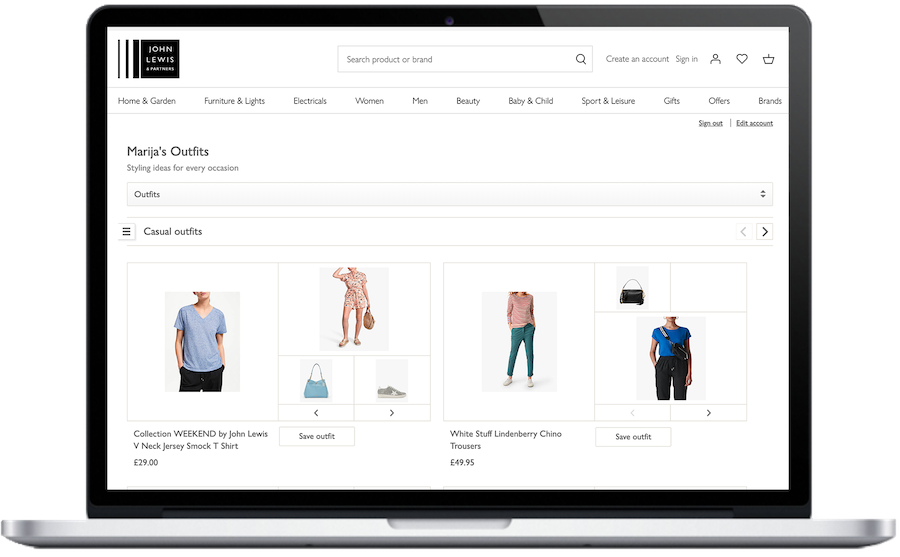 JOHN
LEWIS
& PARTNERS
Search product or brand
Create an account Sign in
Home & Garden Furniture & Lights Electricals Women Men Beauty Baby & Child Sport & Leisure Gifts Offers Brands
Sign out | Edit account
Marija's Outfits
Styling ideas for every occasion
Outfits
Casual outfits
Collection WEEKEND by John Lewis
V Neck Jersey Smock T Shirt
£29.00
Save outfit
White Stuff Lindenberry Chino
Trousers
£49.95
Save outfit